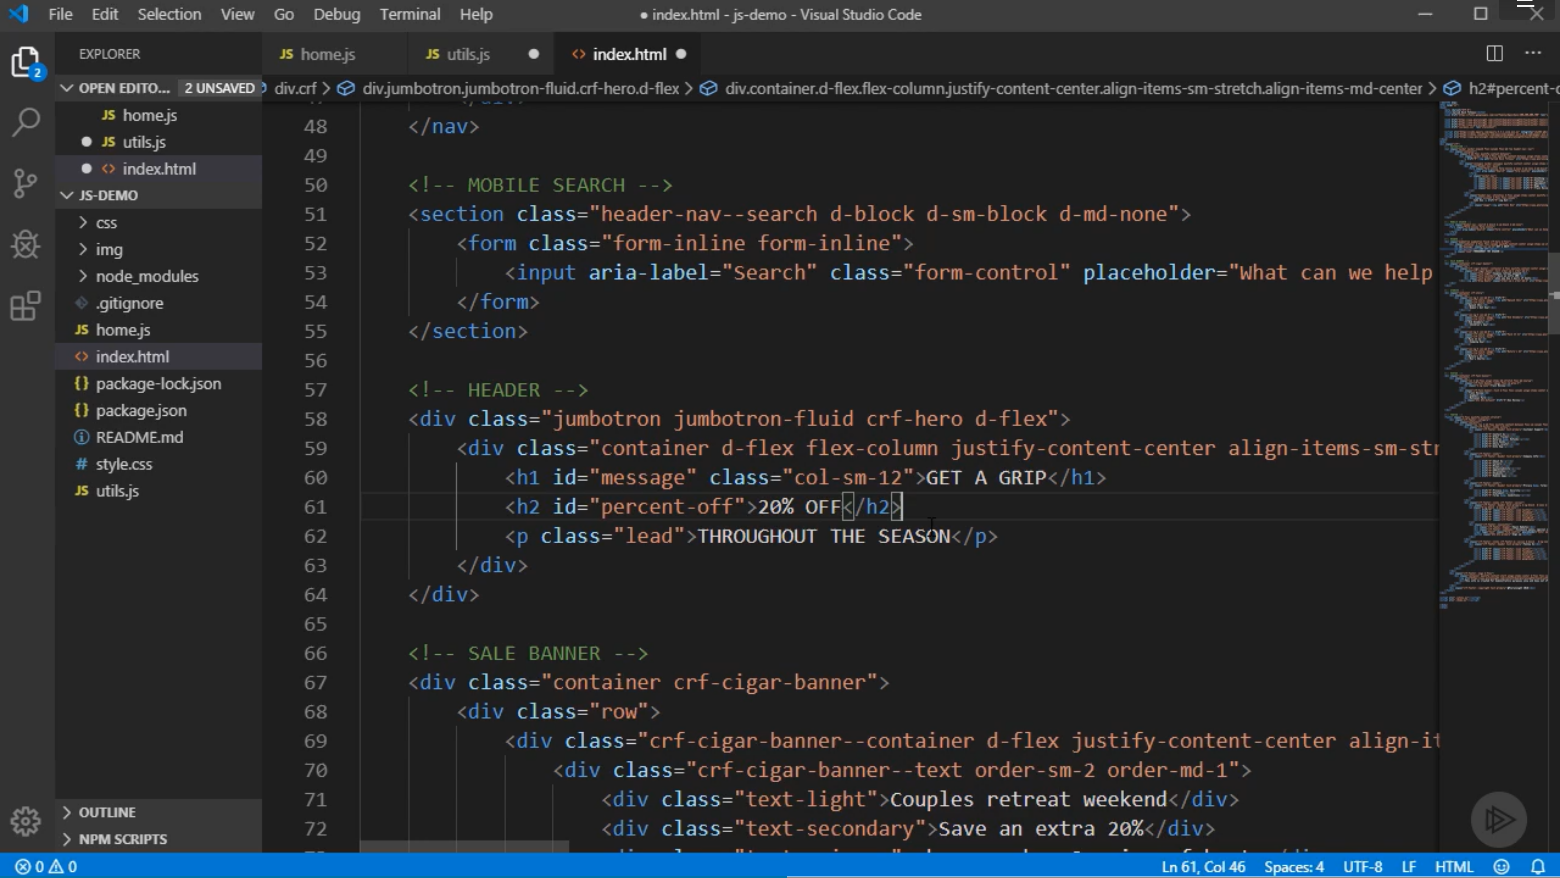 File Edit Selection View Go Debug Terminal Help
● index.html - js-demo - Visual Studio Code
EXPLORER
JS home.js
JS utils.js ●
<> index.html ●
OPEN EDITO... 2 UNSAVED
div.crf > div.jumbotron.jumbotron-fluid.crf-hero.d-flex > div.container.d-flex.flex-column.justify-content-center.align-items-sm-stretch.align-items-md-center > h2#percent-o
2
JS home.js
● JS utils.js
● <> index.html
JS-DEMO
> css
> img
> node_modules
.gitignore
JS home.js
<> index.html
{} package-lock.json
{} package.json
README.md
# style.css
JS utils.js
> OUTLINE
> NPM SCRIPTS
48 </nav>
49
50 <!-- MOBILE SEARCH -->
51 <section class="header-nav--search d-block d-sm-block d-md-none">
52 <form class="form-inline form-inline">
53 <input aria-label="Search" class="form-control" placeholder="What can we help
54 </form>
55 </section>
56
57 <!-- HEADER -->
58 <div class="jumbotron jumbotron-fluid crf-hero d-flex">
59 <div class="container d-flex flex-column justify-content-center align-items-sm-str
60 <h1 id="message" class="col-sm-12">GET A GRIP</h1>
61 <h2 id="percent-off">20% OFF</h2>
62 <p class="lead">THROUGHOUT THE SEASON</p>
63 </div>
64 </div>
65
66 <!-- SALE BANNER -->
67 <div class="container crf-cigar-banner">
68 <div class="row">
69 <div class="crf-cigar-banner--container d-flex justify-content-center align-it
70 <div class="crf-cigar-banner--text order-sm-2 order-md-1">
71 <div class="text-light">Couples retreat weekend</div>
72 <div class="text-secondary">Save an extra 20%</div>
0 0
Ln 61, Col 46 Spaces: 4 UTF-8 LF HTML